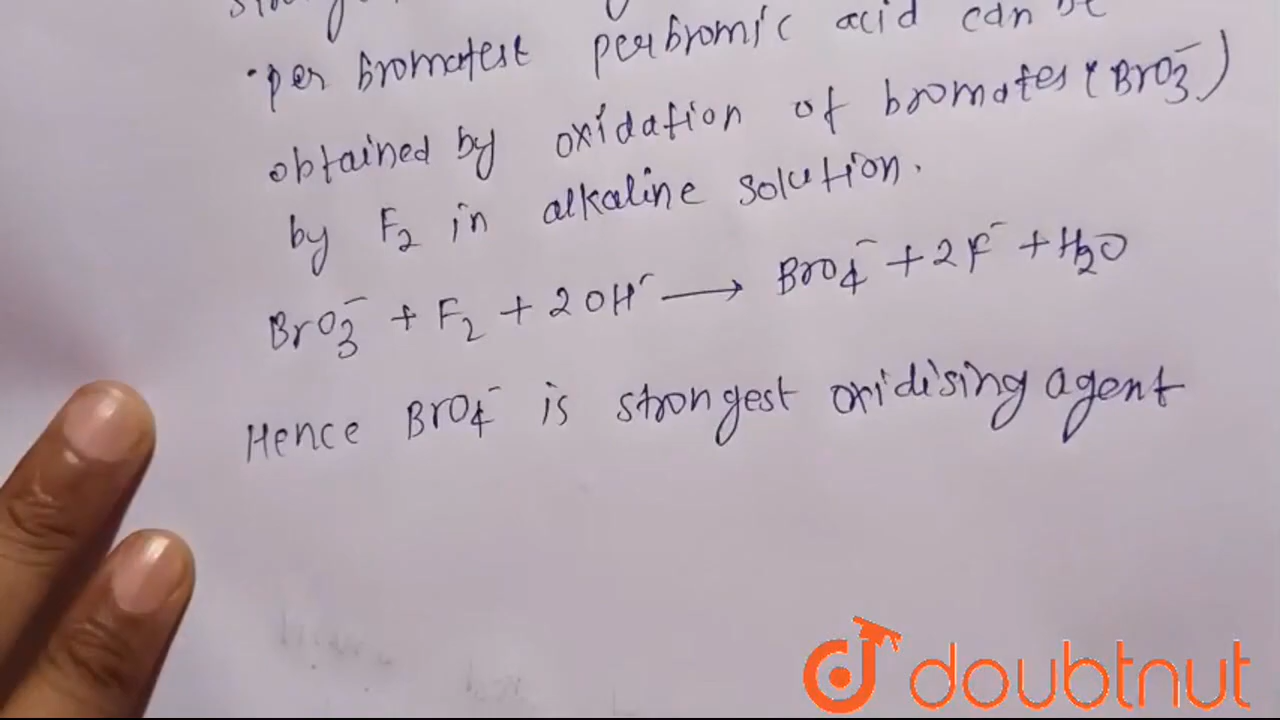 ·per bromatest perbromic acid can be
obtained by oxidation of bromates (BrO3⁻)
by F2 in alkaline solution.
BrO3⁻ + F2 + 2OH⁻ → BrO4⁻ + 2F⁻ + H2O
Hence BrO4⁻ is strongest oxidising agent
doubtnut